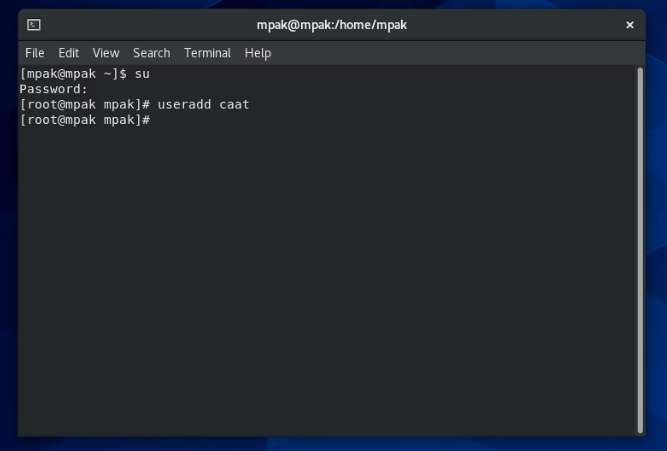 mpak@mpak:/home/mpak
File Edit View Search Terminal Help
[mpak@mpak ~]$ su
Password:
[root@mpak mpak]# useradd caat
[root@mpak mpak]#